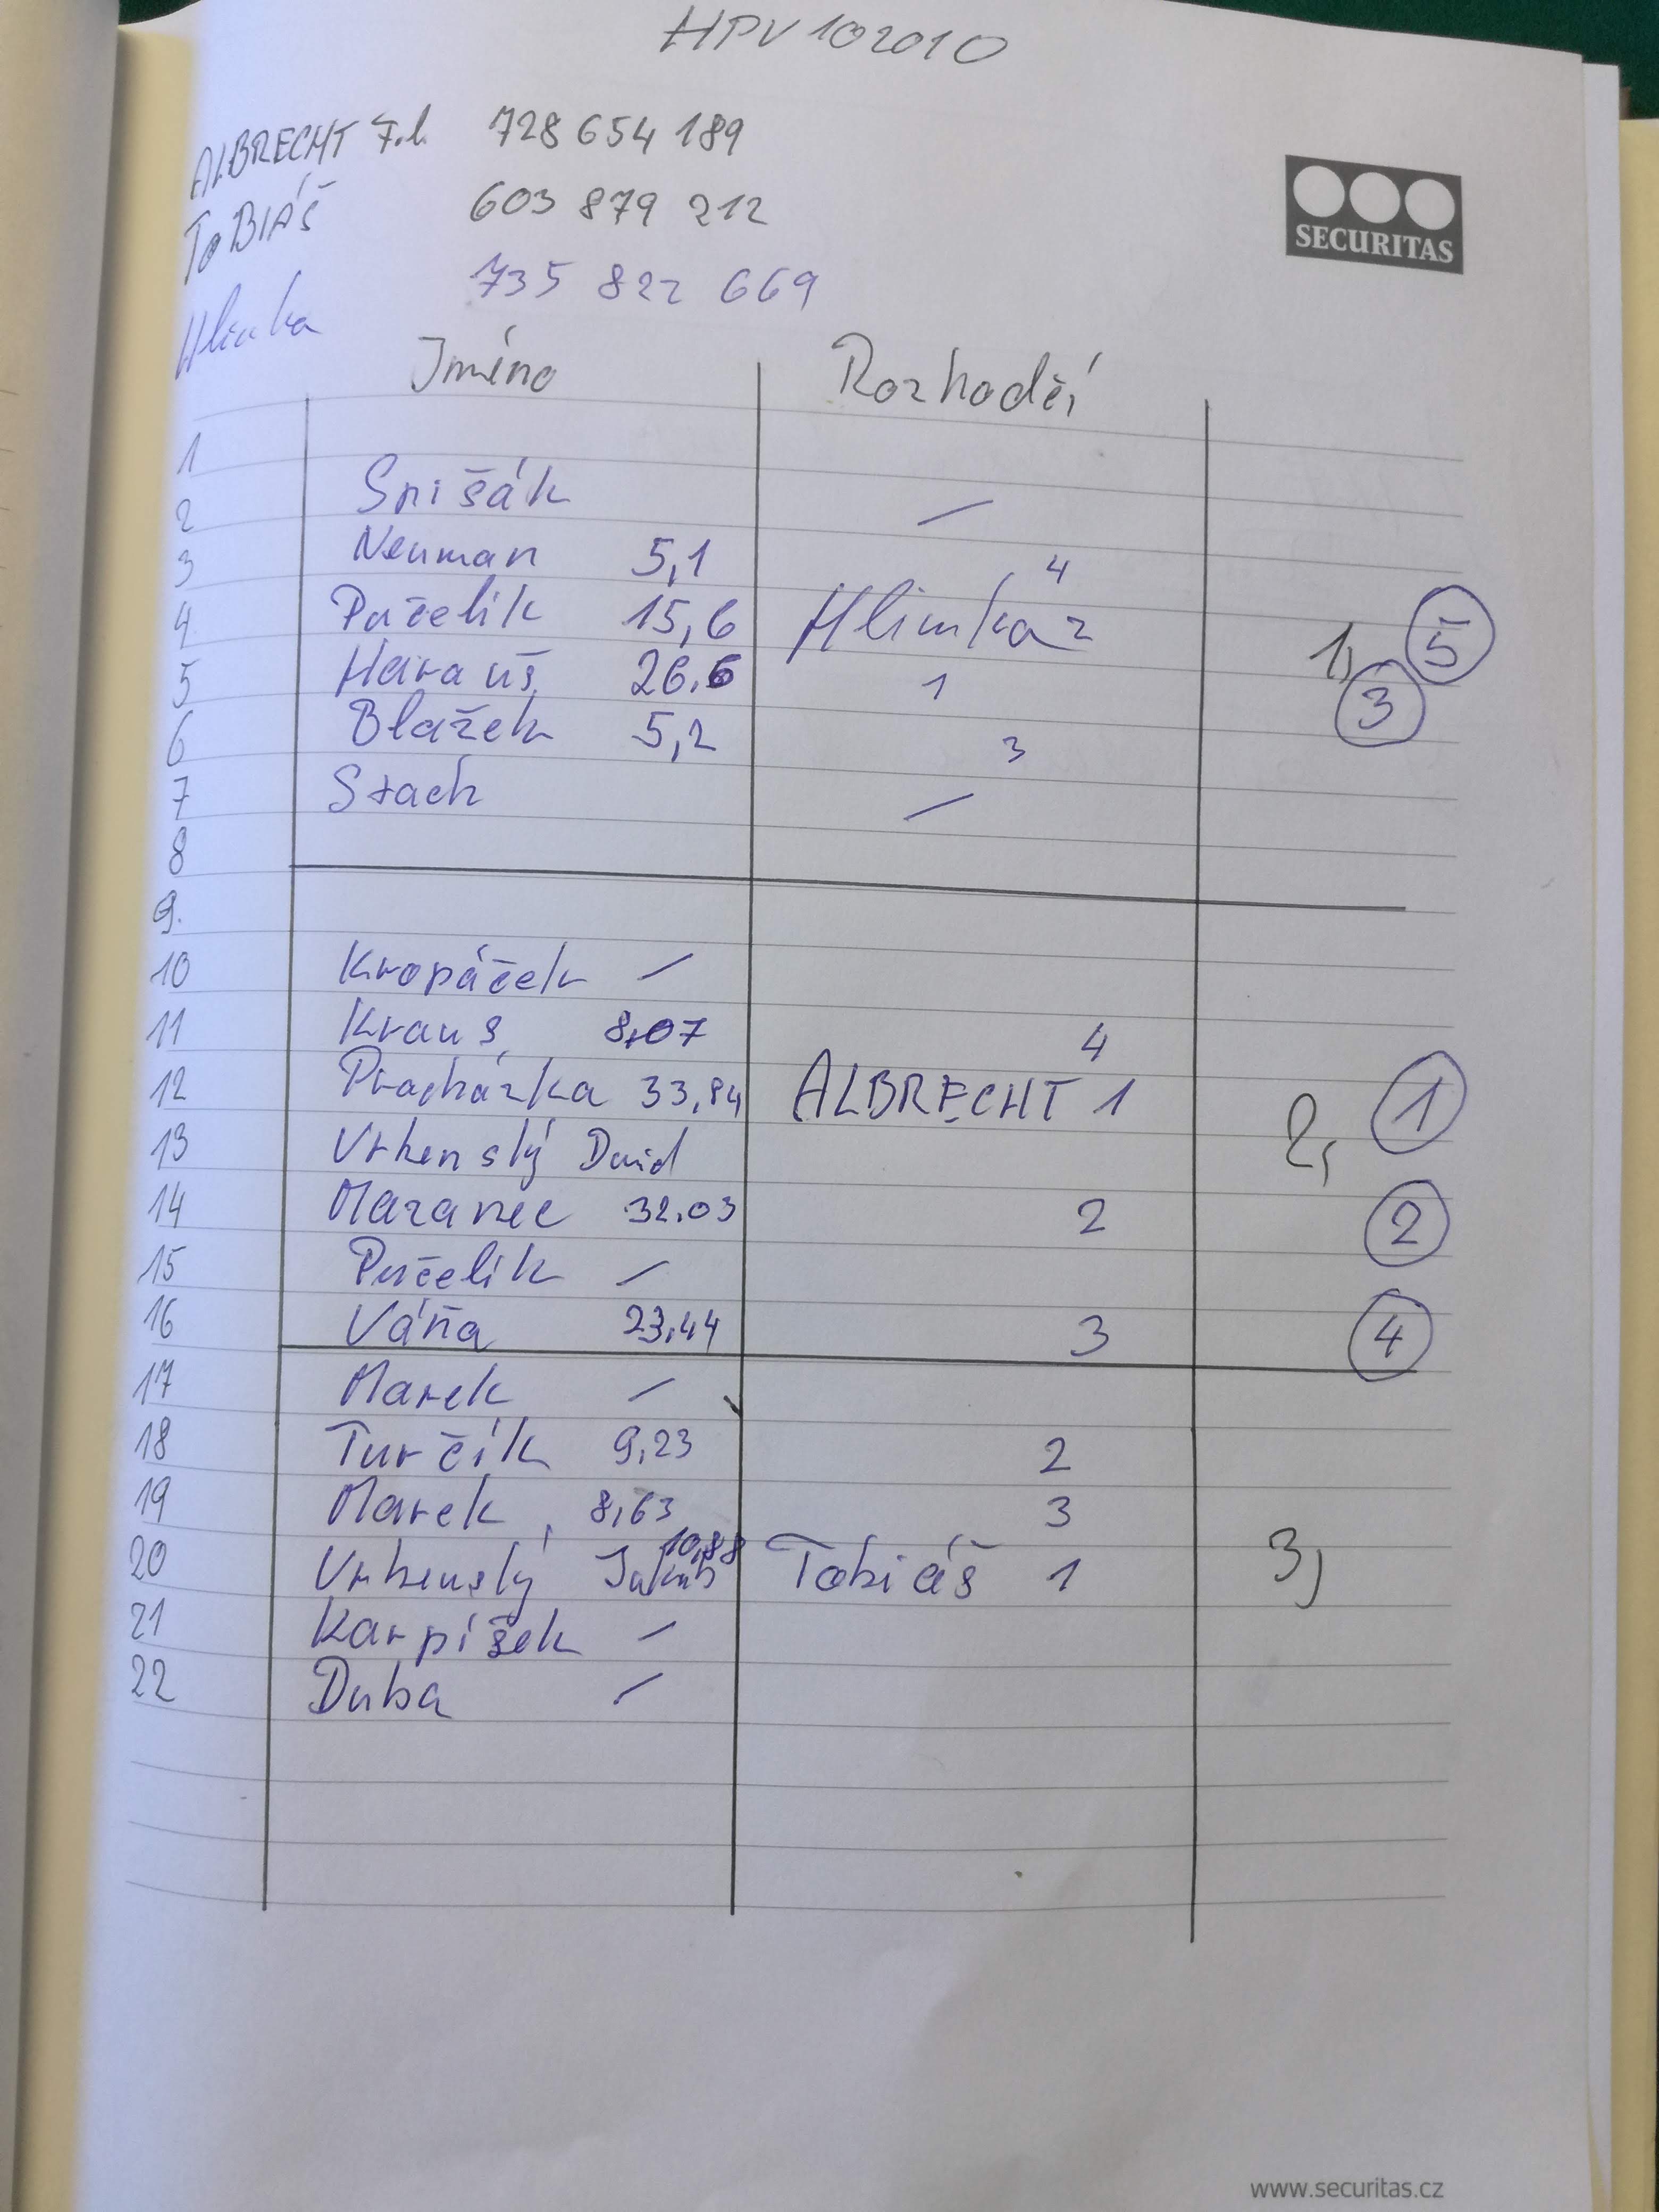 HPV 102010
ALBRECHT 728 654 189
TOBIÁŠ 603 879 212
SECURITAS
Hlinka 735 822 669
Jméno Rozhodčí
1
2 Spišák —
3 Neuman 5,1 4
4 Pučelík 15,6 Hlinka 2 1, 5
5 Haraus 26.6 1 3
6 Blažek 5,2 3
7 Stach —
8
9.
10 Kropáček —
11 Kraus 8,07 4
12 Procházka 33,84 ALBRECHT 1 2, 1
13 Vrbenský David
14 Mazanec 32.03 2 2
15 Pučelík —
16 Váňa 23,44 3 4
17 Marek —
18 Turčík 9,23 2
19 Marek 8,63 3
20 Vrbenský Jakub 10,88 Tobiáš 1 3,
21 Karpíšek —
22 Duba —
www.securitas.cz